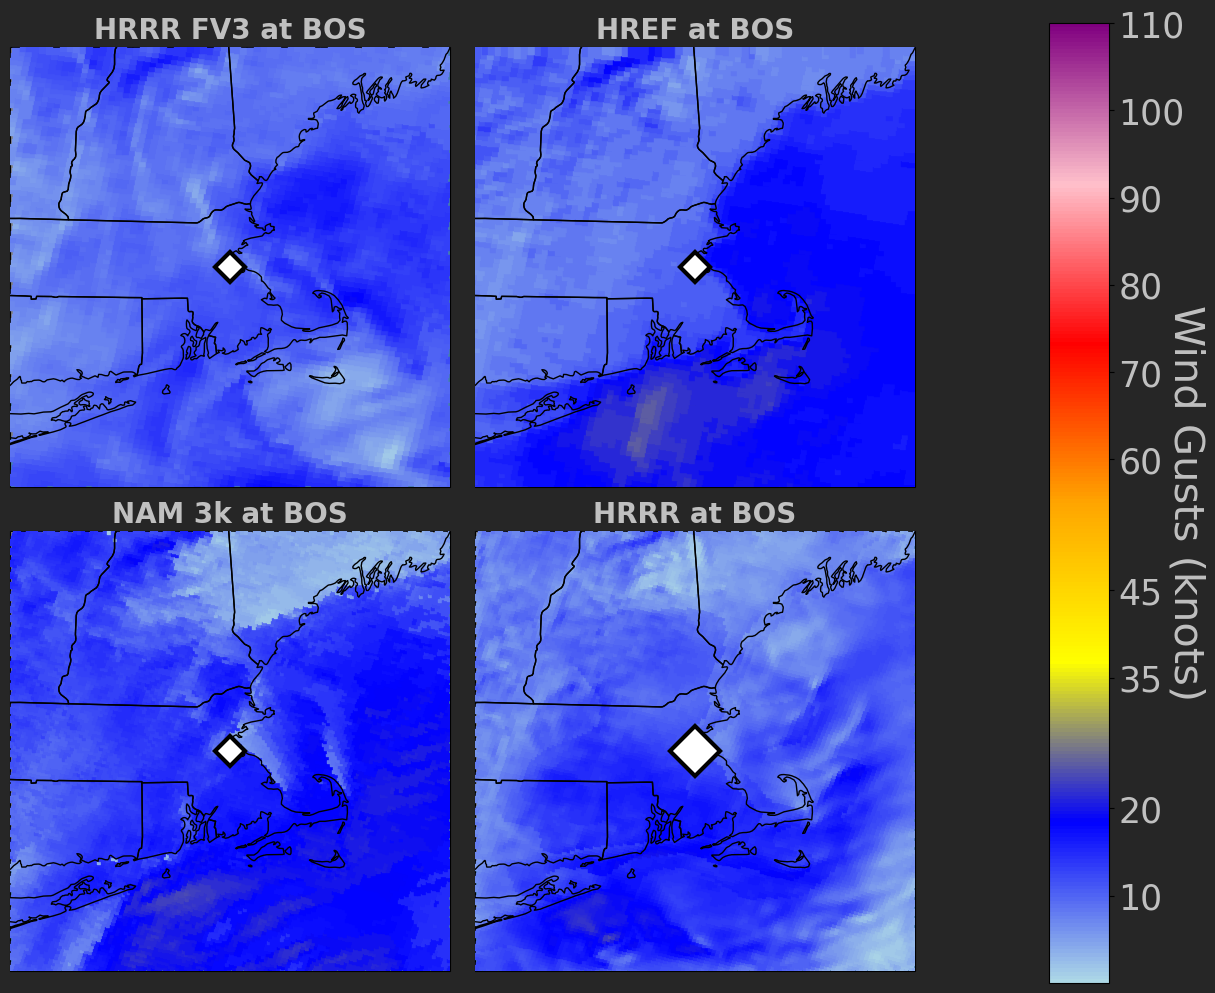 HRRR FV3 at BOS
HREF at BOS
NAM 3k at BOS
HRRR at BOS
110
100
90
80
70
60
45
35
20
10
Wind Gusts (knots)